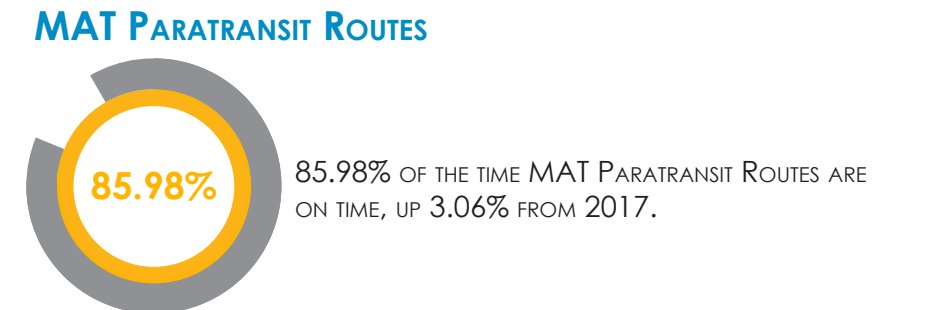 MAT Paratransit Routes
85.98%
85.98% of the time MAT Paratransit Routes are
on time, up 3.06% from 2017.